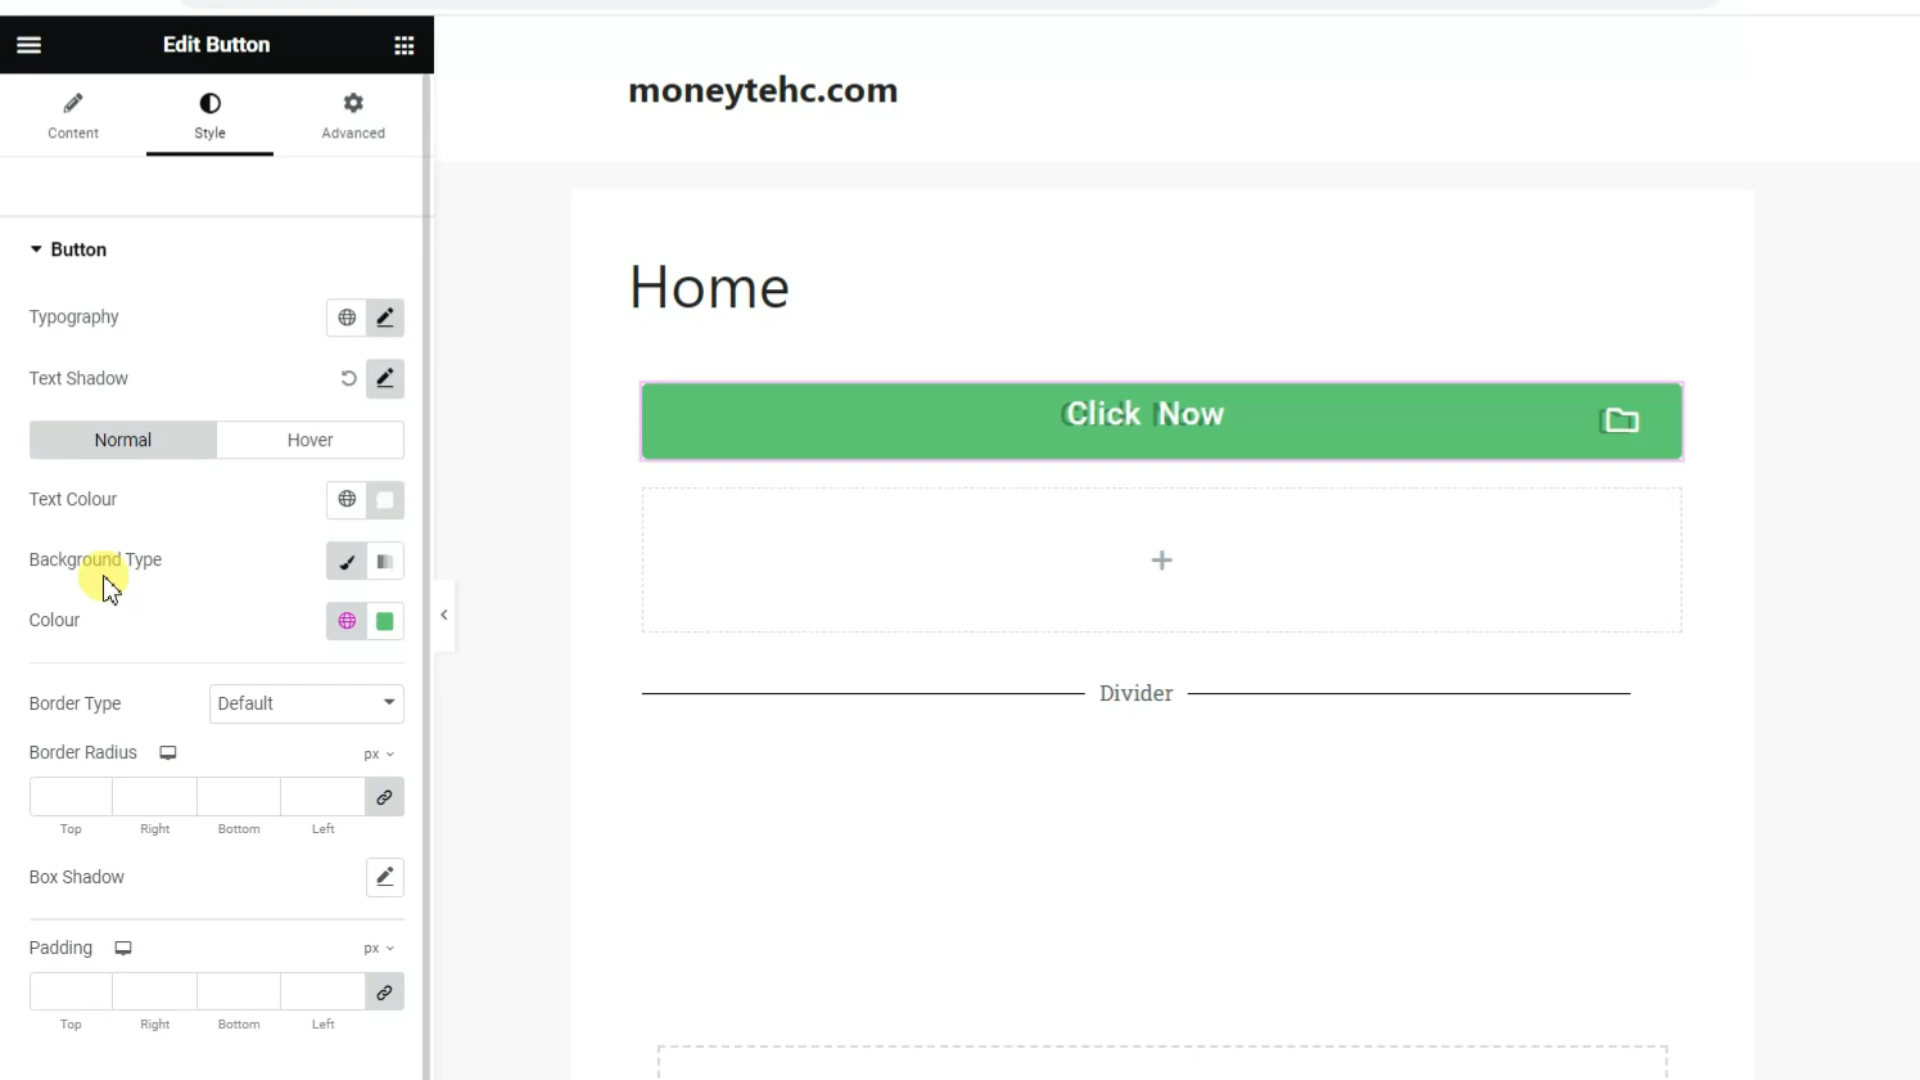 Edit Button
Content
Style
Advanced
Button
Typography
Text Shadow
Normal
Hover
Text Colour
Background Type
Colour
Border Type
Default
Border Radius
px
Top
Right
Bottom
Left
Box Shadow
Padding
px
Top
Right
Bottom
Left
moneytehc.com
Home
Click Now
Divider